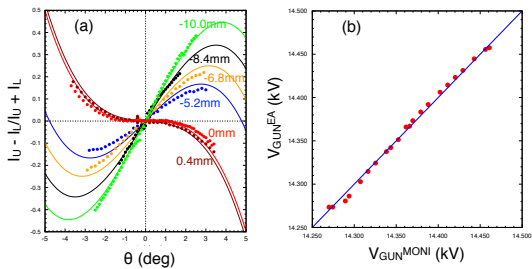 (a)
I_U - I_L/I_U + I_L
0.5
0.4
0.3
0.2
0.1
0.0
-0.1
-0.2
-0.3
-0.4
-0.5
-5 -4 -3 -2 -1 0 1 2 3 4 5
θ (deg)
-10.0mm
-8.4mm
-6.8mm
-5.2mm
0mm
0.4mm
(b)
V_GUN^EA (kV)
14.500
14.450
14.400
14.350
14.300
14.250
14.250 14.300 14.350 14.400 14.450 14.500
V_GUN^MONI (kV)